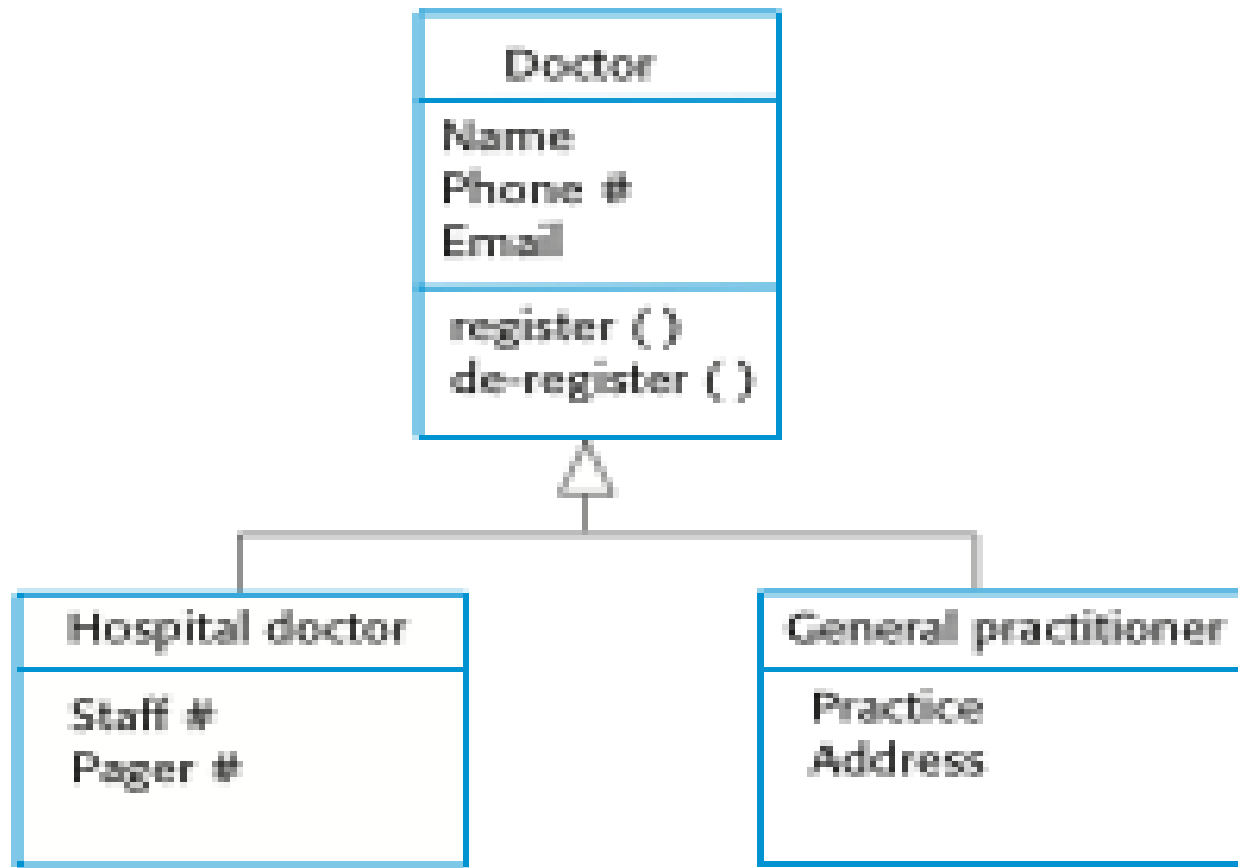 Doctor
Name
Phone #
Email
register ( )
de-register ( )
Hospital doctor
Staff #
Pager #
General practitioner
Practice
Address